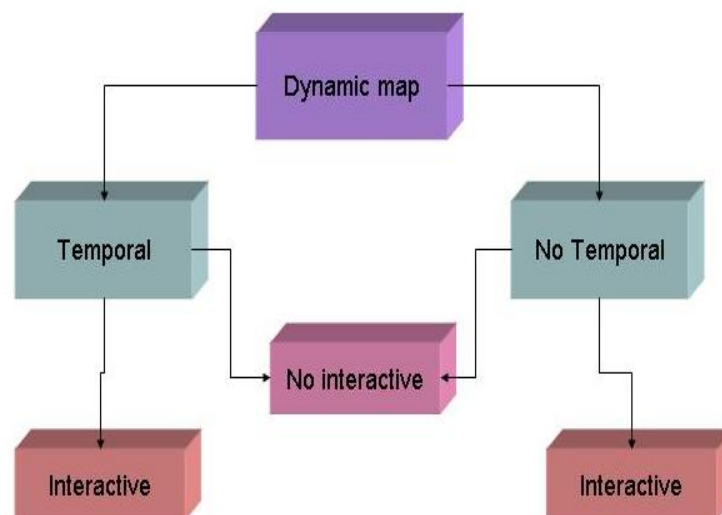 Dynamic map
Temporal
No Temporal
No interactive
Interactive
Interactive